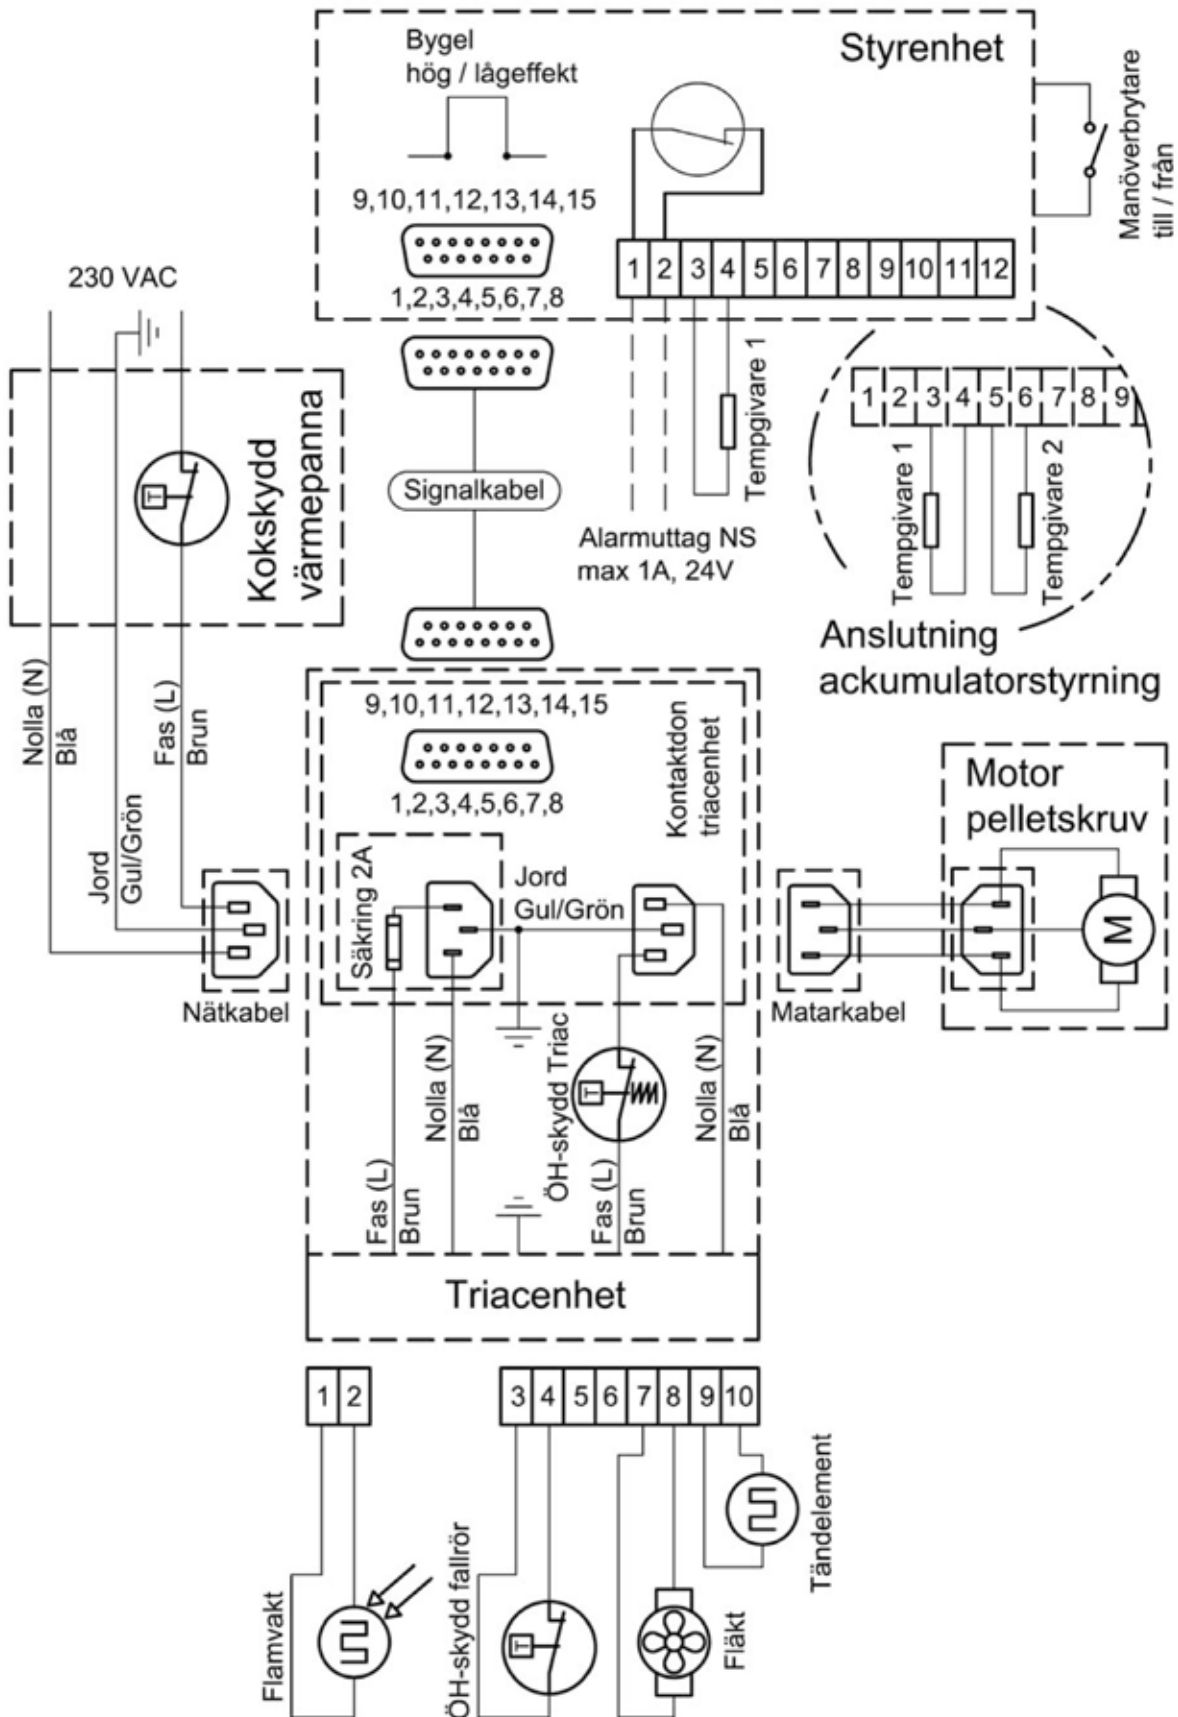 Bygel
hög / lågeffekt
Styrenhet
Manöverbrytare
till / från
9,10,11,12,13,14,15
1,2,3,4,5,6,7,8
1 2 3 4 5 6 7 8 9 10 11 12
230 VAC
Kokskydd
värmepanna
Signalkabel
Tempgivare 1
Alarmuttag NS
max 1A, 24V
1 2 3 4 5 6 7 8 9
Tempgivare 1
Tempgivare 2
Anslutning
ackumulatorstyrning
Nolla (N)
Blå
Jord
Gul/Grön
Fas (L)
Brun
Nätkabel
9,10,11,12,13,14,15
1,2,3,4,5,6,7,8
Kontaktdon
triacenhet
Säkring 2A
Jord
Gul/Grön
Motor
pelletskruv
M
Matarkabel
Fas (L)
Brun
Nolla (N)
Blå
ÖH-skydd Triac
Fas (L)
Brun
Nolla (N)
Blå
T
T
Triacenhet
1 2
3 4 5 6 7 8 9 10
Flamvakt
ÖH-skydd fallrör
T
Fläkt
Tändelement